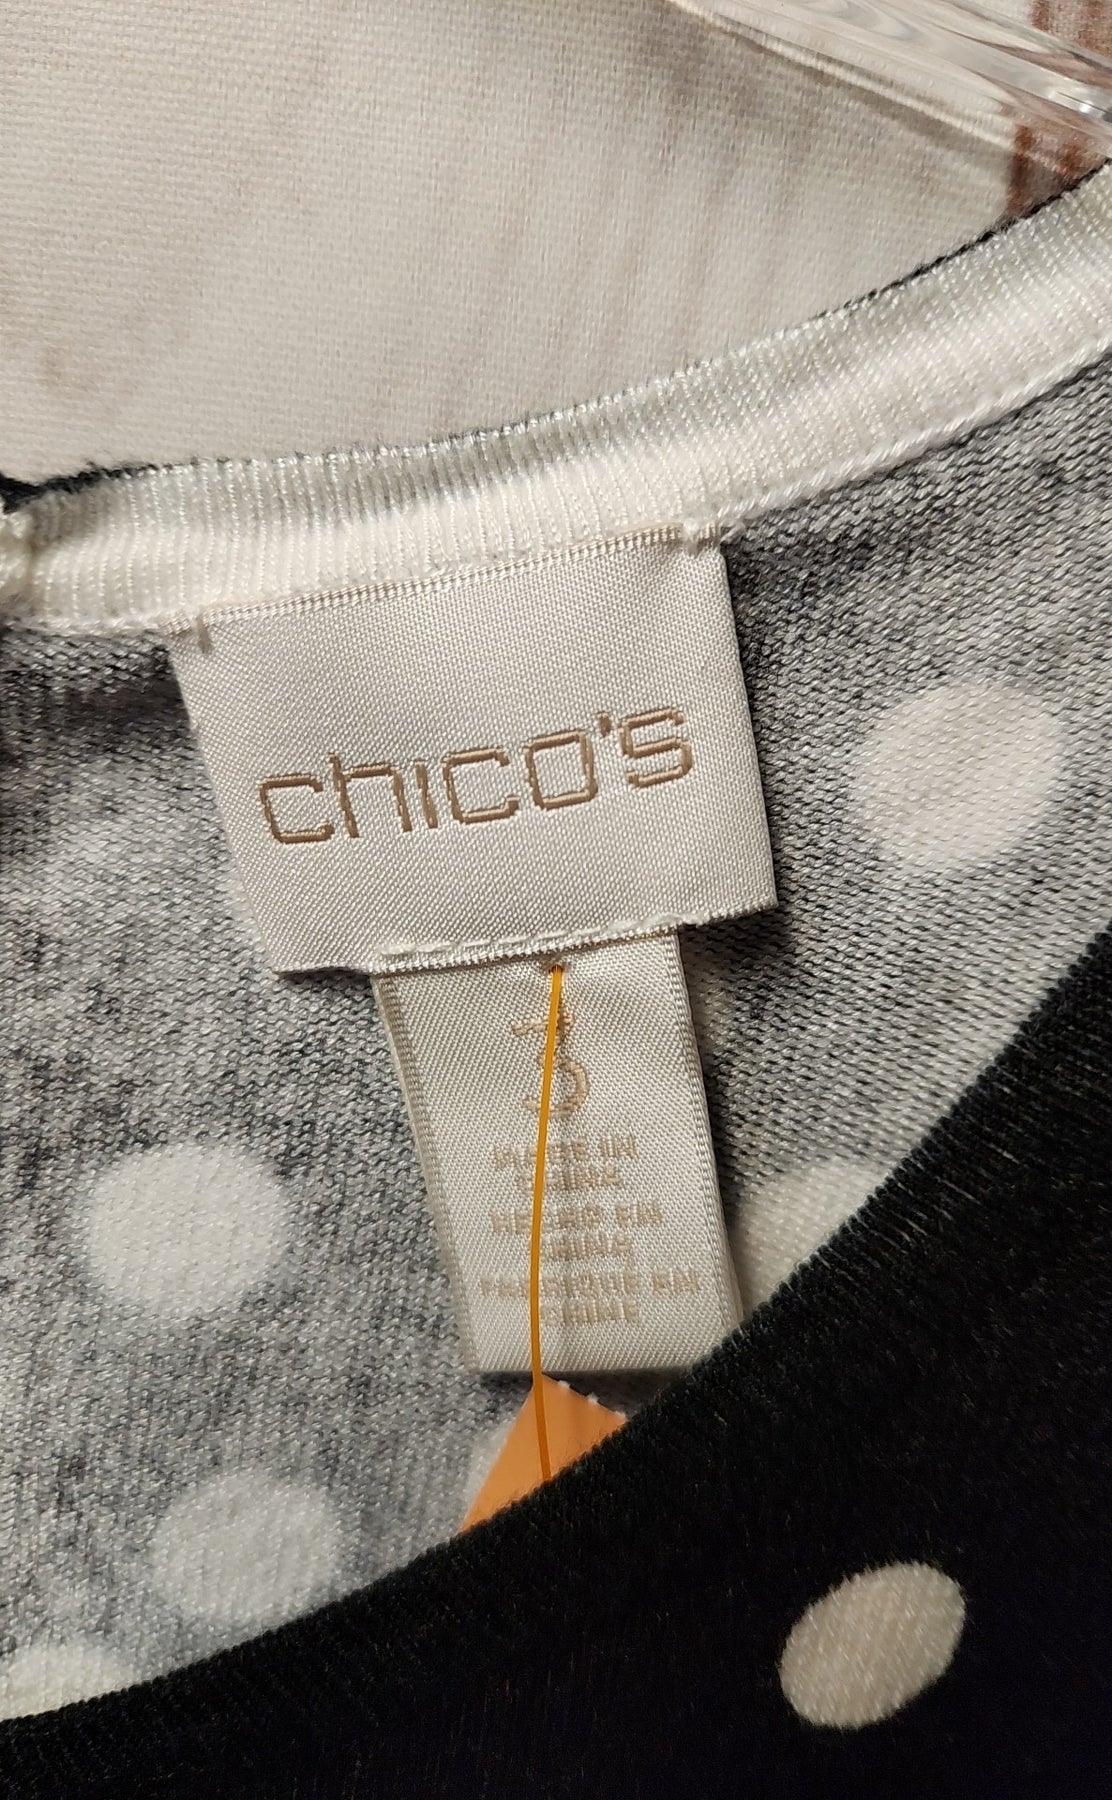 chico's
3
MADE IN
CHINA
HECHO EN
CHINA
FABRIQUE EN
CHINE